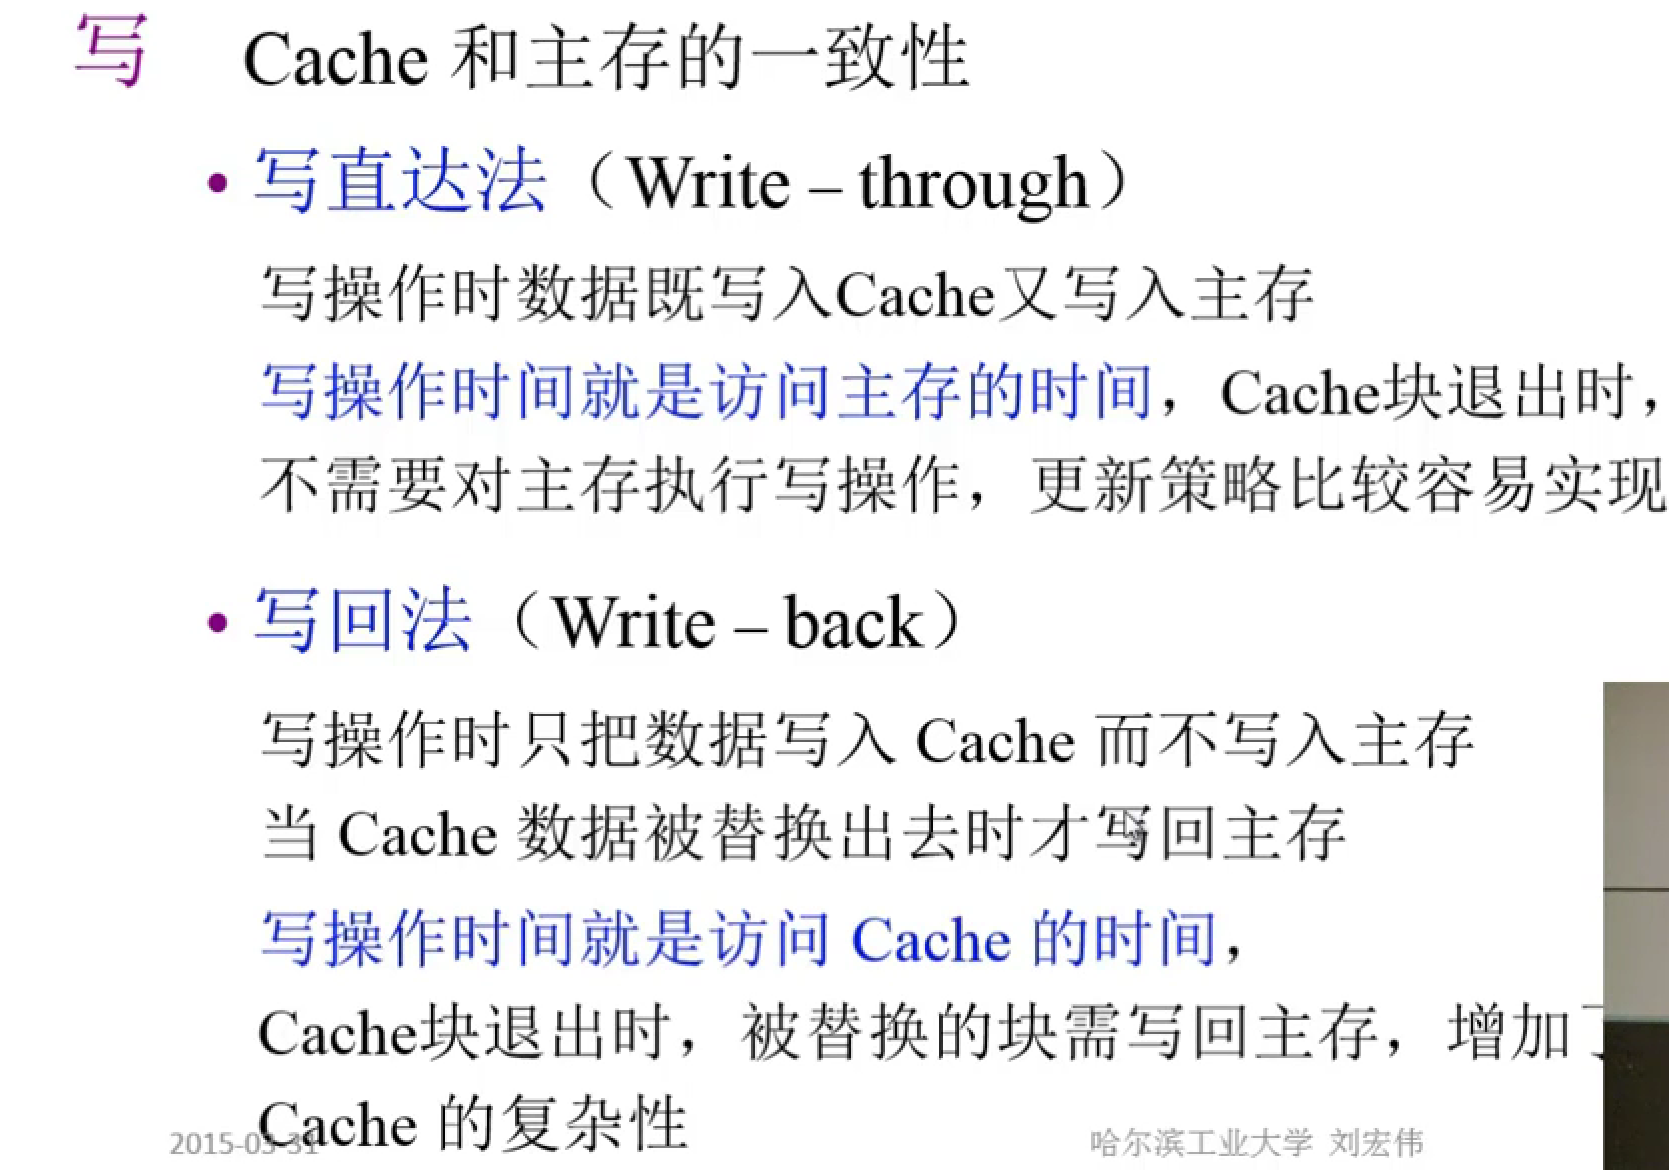 写 Cache 和主存的一致性
• 写直达法（Write – through）
写操作时数据既写入Cache又写入主存
写操作时间就是访问主存的时间，Cache块退出时，
不需要对主存执行写操作，更新策略比较容易实现
• 写回法（Write – back）
写操作时只把数据写入 Cache 而不写入主存
当 Cache 数据被替换出去时才写回主存
写操作时间就是访问 Cache 的时间，
Cache块退出时，被替换的块需写回主存，增加了
Cache 的复杂性
2015-03-31
哈尔滨工业大学 刘宏伟